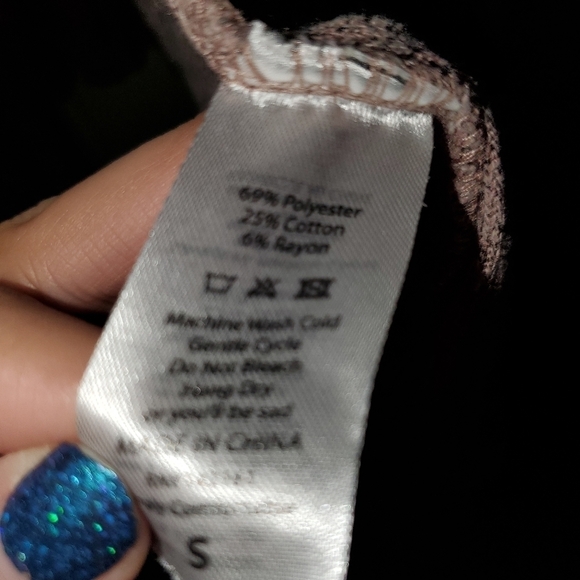 69% Polyester
25% Cotton
6% Rayon
Machine Wash Cold
Gentle Cycle
Do Not Bleach
Hang Dry
or you'll be sad
MADE IN CHINA
S